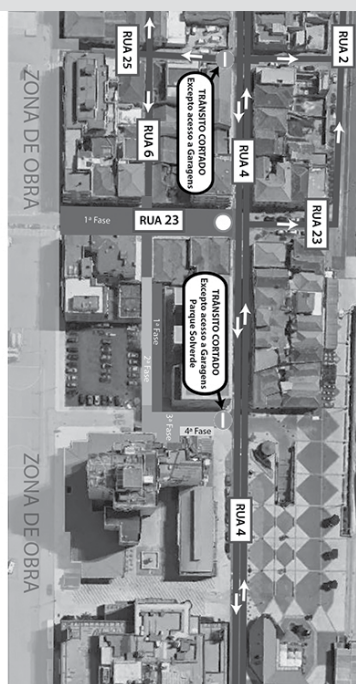 RUA 25
RUA 2
ZONA DE OBRA
RUA 6
TRÂNSITO CORTADO
Excepto acesso a Garagens
RUA 4
1ª Fase
RUA 23
RUA 23
TRÂNSITO CORTADO
Excepto acesso a Garagens
Parque Solverde
1ª Fase
2ª Fase
3ª Fase
4ª Fase
ZONA DE OBRA
RUA 4